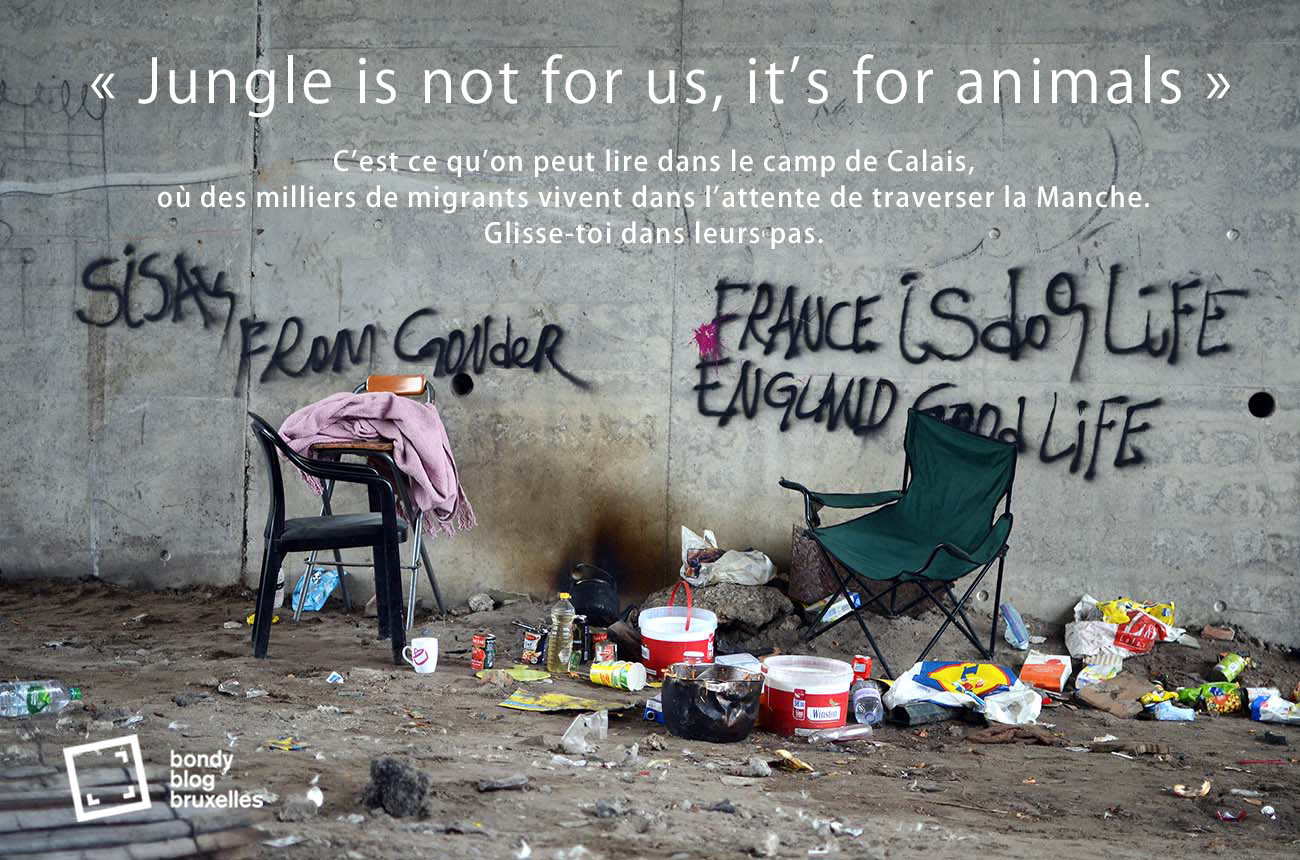 « Jungle is not for us, it’s for animals »
C’est ce qu’on peut lire dans le camp de Calais,
où des milliers de migrants vivent dans l’attente de traverser la Manche.
Glisse-toi dans leurs pas.
SiSAy
FROM GONdeR
FRANCE iS dog LiFE
ENGLAND Good LiFE
Winston
bondy
blog
bruxelles